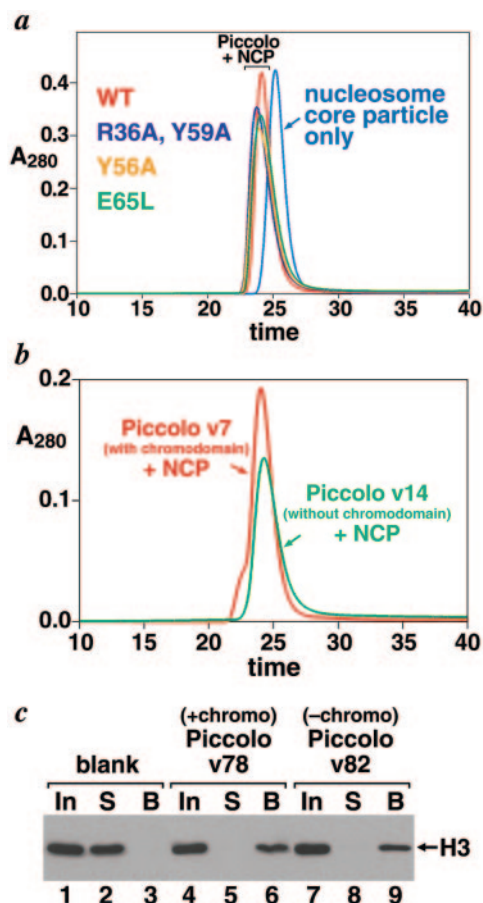 a
Piccolo
+ NCP
0.4
0.3
0.2
0.1
0.0
A280
WT
R36A, Y59A
Y56A
E65L
nucleosome
core particle
only
10 15 20 25 30 35 40
time
b
0.2
0.1
0.0
A280
Piccolo v7
(with chromodomain)
+ NCP
Piccolo v14
(without chromodomain)
+ NCP
10 15 20 25 30 35 40
time
c
(+chromo) (−chromo)
Piccolo Piccolo
blank v78 v82
In S B In S B In S B
H3
1 2 3 4 5 6 7 8 9